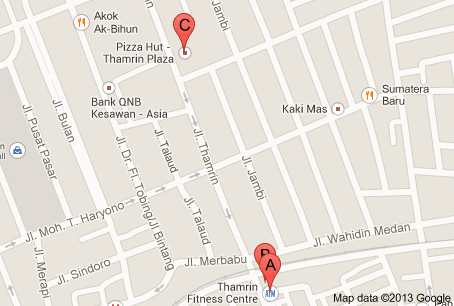 Akok
Ak-Bihun
C
Pizza Hut -
Thamrin Plaza
Jl. Jambi
Sumatera
Baru
Kaki Mas
Bank QNB
Kesawan - Asia
Jl. Bulan
Jl. Pusat Pasar
Jl. Talaud
Jl. Thamrin
Jl. Jambi
Jl. Dr. Fl. Tobing/Jl Bintang
Jl. Moh. T. Haryono
Jl. Talaud
Jl. Wahidin Medan
Jl. Merbabu
Jl. Sindoro
Jl. Merapi
B
A
Thamrin
Fitness Centre
Map data ©2013 Google